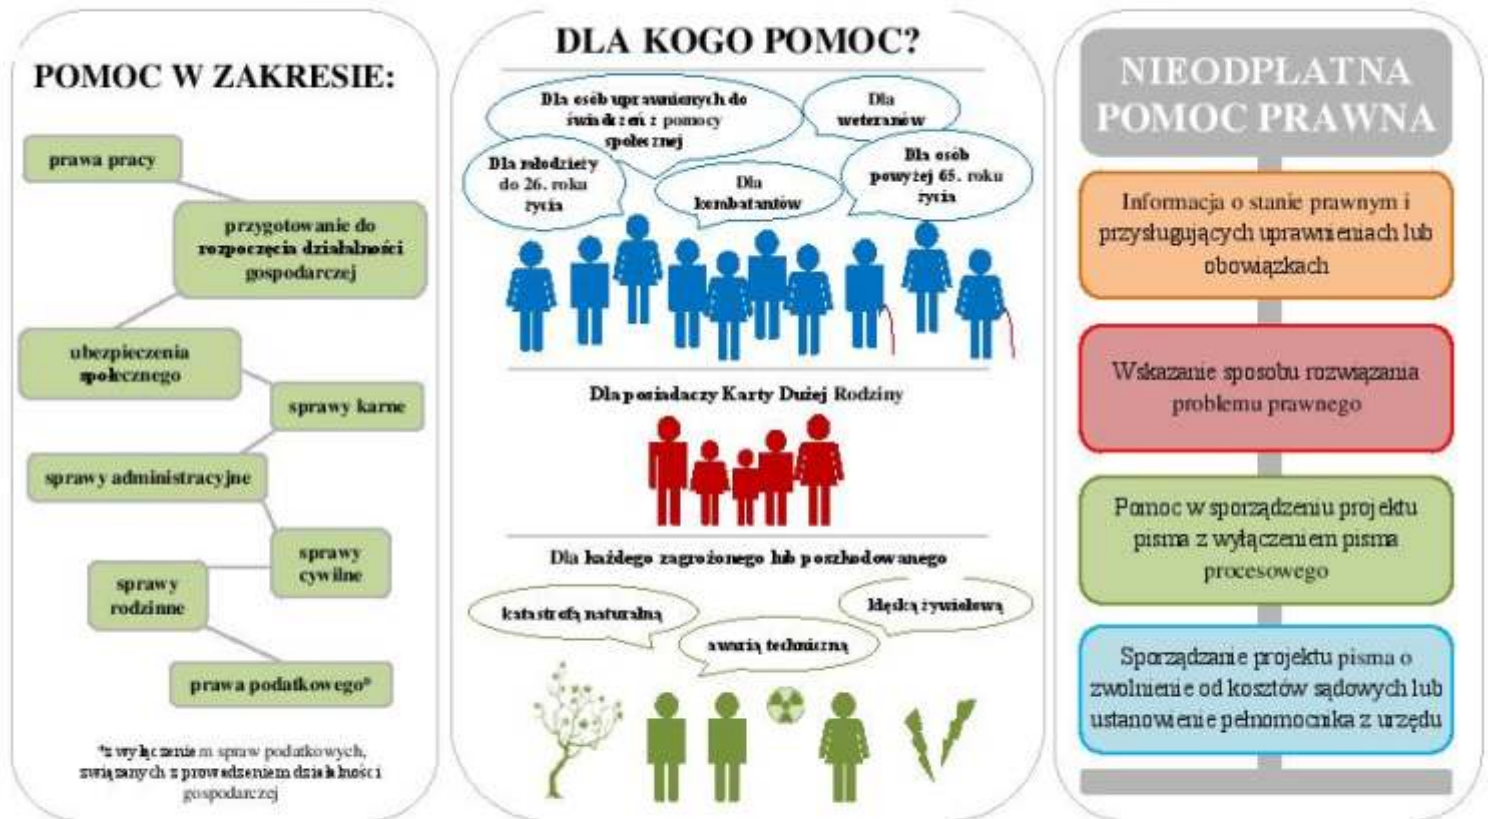 POMOC W ZAKRESIE:
prawa pracy
przygotowanie do
rozpoczęcia działalności
gospodarczej
ubezpieczenia
społecznego
sprawy karne
sprawy administracyjne
sprawy
cywilne
sprawy
rodzinne
prawa podatkowego*
*z wyłączeniem spraw podatkowych,
związanych z prowadzeniem działalności
gospodarczej
DLA KOGO POMOC?
Dla osób uprawnionych do
świadczeń z pomocy
społecznej
Dla
weteranów
Dla młodzieży
do 26. roku
życia
Dla
kombatantów
Dla osób
powyżej 65. roku
życia
Dla posiadaczy Karty Dużej Rodziny
Dla każdego zagrożonego lub poszkodowanego
katastrofą naturalną
awarią techniczną
klęską żywiołową
NIEODPŁATNA
POMOC PRAWNA
Informacja o stanie prawnym i
przysługujących uprawnieniach lub
obowiązkach
Wskazanie sposobu rozwiązania
problemu prawnego
Pomoc w sporządzeniu projektu
pisma z wyłączeniem pisma
procesowego
Sporządzanie projektu pisma o
zwolnienie od kosztów sądowych lub
ustanowienie pełnomocnika z urzędu